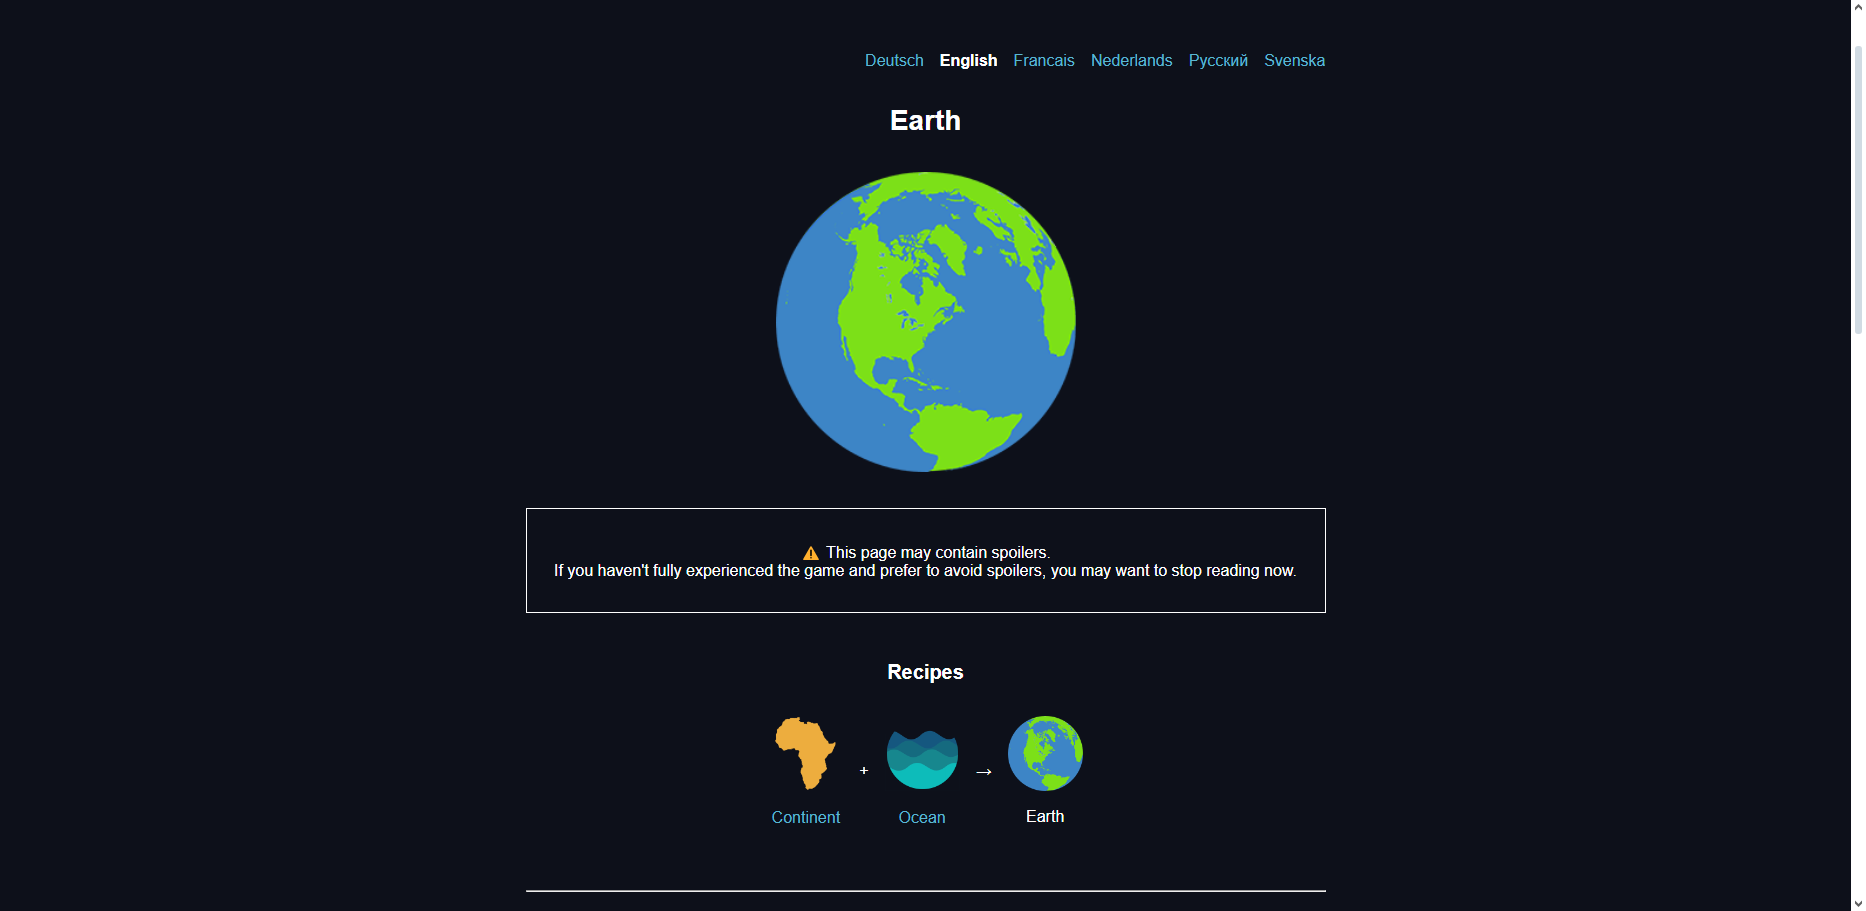 Deutsch English Francais Nederlands Русский Svenska
Earth
This page may contain spoilers.
If you haven't fully experienced the game and prefer to avoid spoilers, you may want to stop reading now.
Recipes
+ →
Continent Ocean Earth